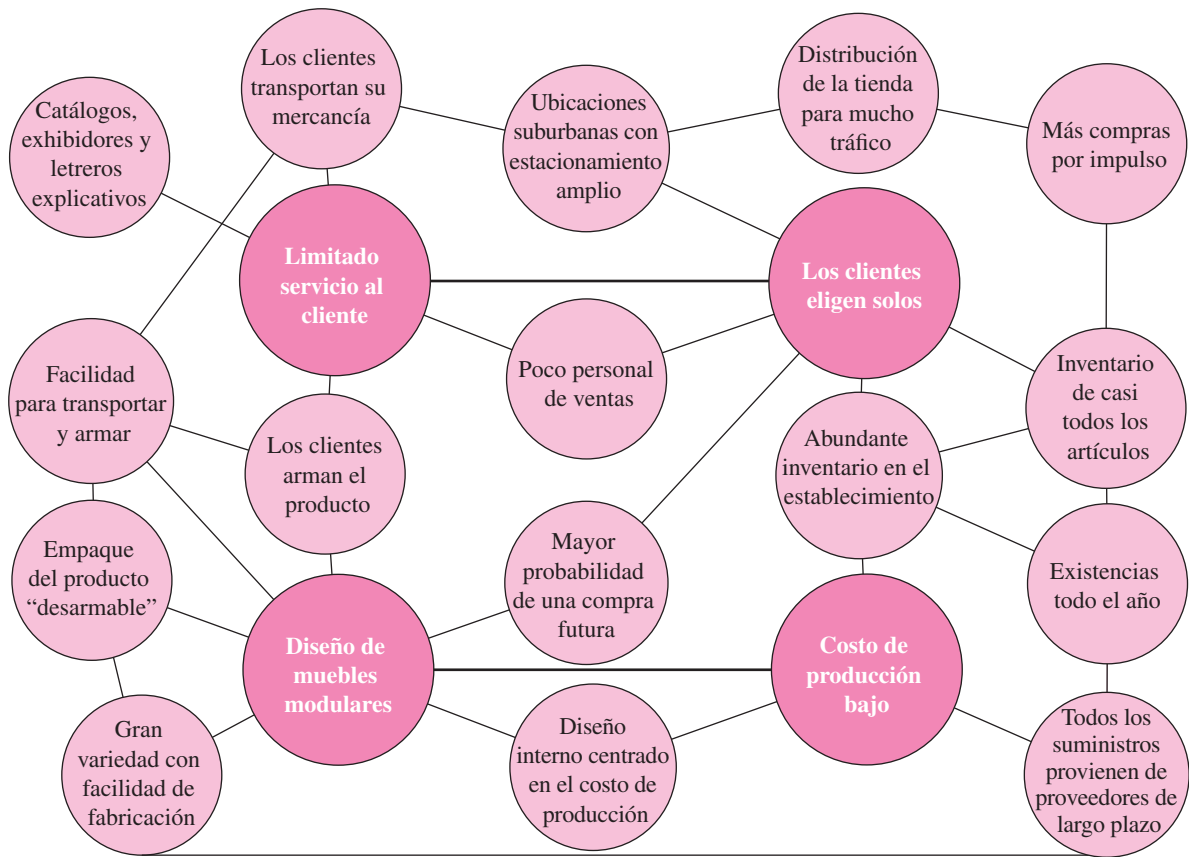 Los clientes
transportan su
mercancía
Distribución
de la tienda
para mucho
tráfico
Catálogos,
exhibidores y
letreros
explicativos
Ubicaciones
suburbanas con
estacionamiento
amplio
Más compras
por impulso
Limitado
servicio al
cliente
Los clientes
eligen solos
Facilidad
para transportar
y armar
Poco personal
de ventas
Inventario
de casi
todos los
artículos
Los clientes
arman el
producto
Abundante
inventario en el
establecimiento
Empaque
del producto
“desarmable”
Mayor
probabilidad
de una compra
futura
Existencias
todo el año
Diseño de
muebles
modulares
Costo de
producción
bajo
Gran
variedad con
facilidad de
fabricación
Diseño
interno centrado
en el costo de
producción
Todos los
suministros
provienen de
proveedores de
largo plazo